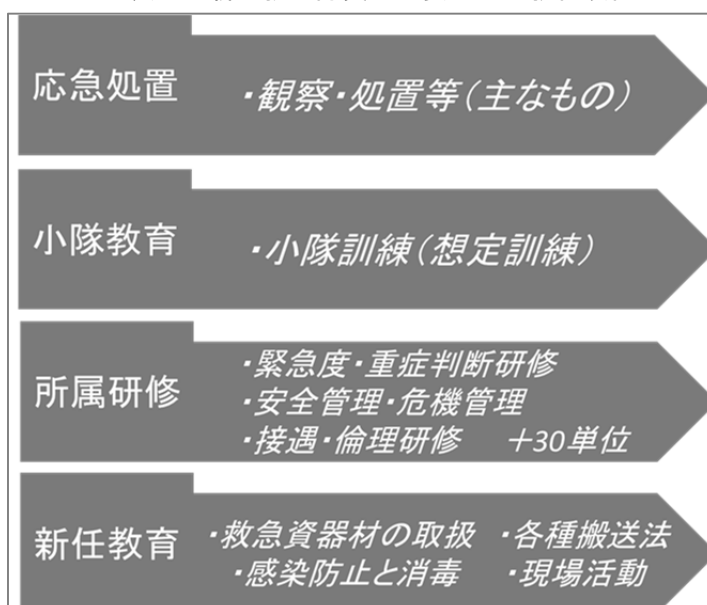 応急処置
・観察・処置等(主なもの)
小隊教育
・小隊訓練(想定訓練)
所属研修
・緊急度・重症判断研修
・安全管理・危機管理
・接遇・倫理研修　+30単位
新任教育
・救急資器材の取扱　・各種搬送法
・感染防止と消毒　・現場活動